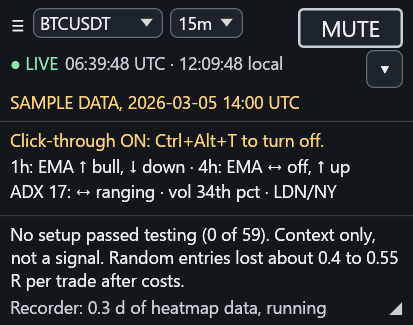 ☰ BTCUSDT ▼ 15m ▼ MUTE
● LIVE 06:39:48 UTC · 12:09:48 local ▼
SAMPLE DATA, 2026-03-05 14:00 UTC
Click-through ON: Ctrl+Alt+T to turn off.
1h: EMA ↑ bull, ↓ down · 4h: EMA ↔ off, ↑ up
ADX 17: ↔ ranging · vol 34th pct · LDN/NY
No setup passed testing (0 of 59). Context only,
not a signal. Random entries lost about 0.4 to 0.55
R per trade after costs.
Recorder: 0.3 d of heatmap data, running